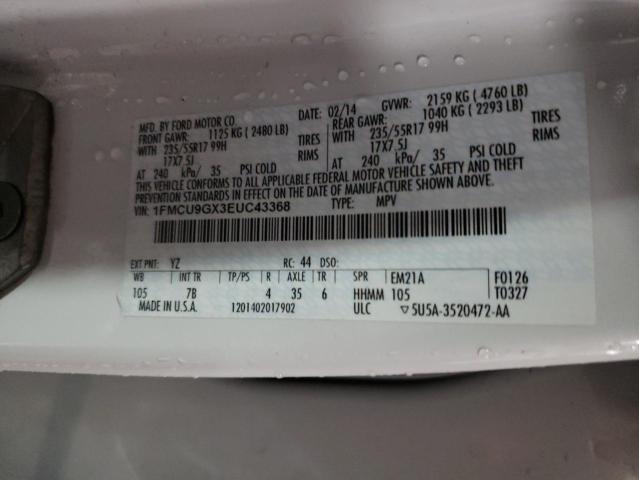 MFD. BY FORD MOTOR CO. DATE: 02/14 GVWR: 2159 KG ( 4760 LB)
FRONT GAWR: 1125 KG ( 2480 LB) REAR GAWR: 1040 KG ( 2293 LB)
WITH 235/55R17 99H TIRES WITH 235/55R17 99H TIRES
17X7.5J RIMS 17X7.5J RIMS
AT 240 kPa/ 35 PSI COLD AT 240 kPa/ 35 PSI COLD
THIS VEHICLE CONFORMS TO ALL APPLICABLE FEDERAL MOTOR VEHICLE SAFETY AND THEFT
PREVENTION STANDARDS IN EFFECT ON THE DATE OF MANUFACTURE SHOWN ABOVE.
VIN: 1FMCU9GX3EUC43368 TYPE: MPV
EXT PNT: YZ RC: 44 DSO:
WB INT TR TP/PS R AXLE TR SPR EM21A F0126
105 7B 4 35 6 HHMM 105 T0327
MADE IN U.S.A. 1201402017902 ULC ▽5U5A-3520472-AA